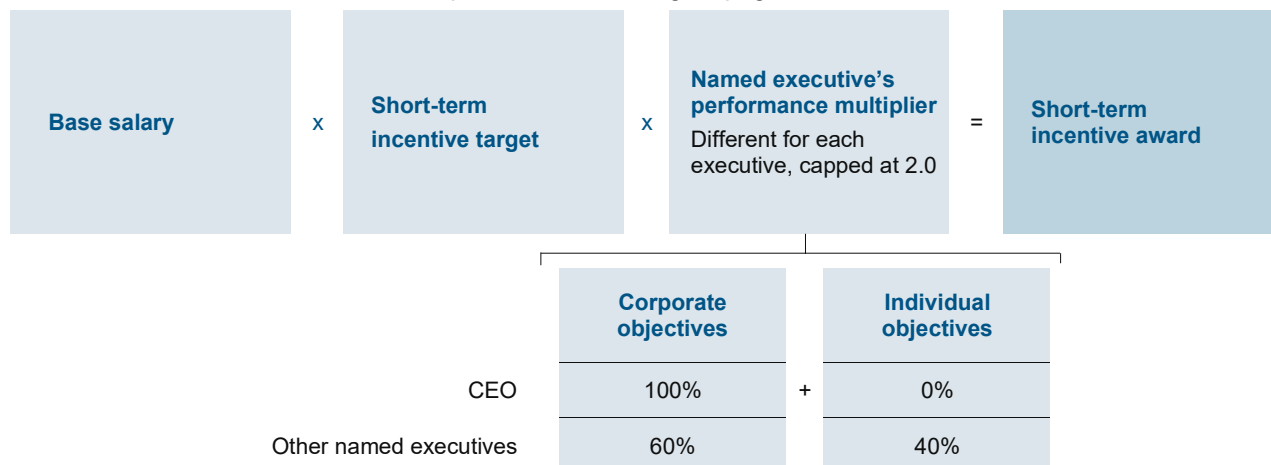 Base salary
x
Short-term
incentive target
x
Named executive's
performance multiplier
Different for each
executive, capped at 2.0
=
Short-term
incentive award
Corporate
objectives
Individual
objectives
CEO 100% + 0%
Other named executives 60% 40%